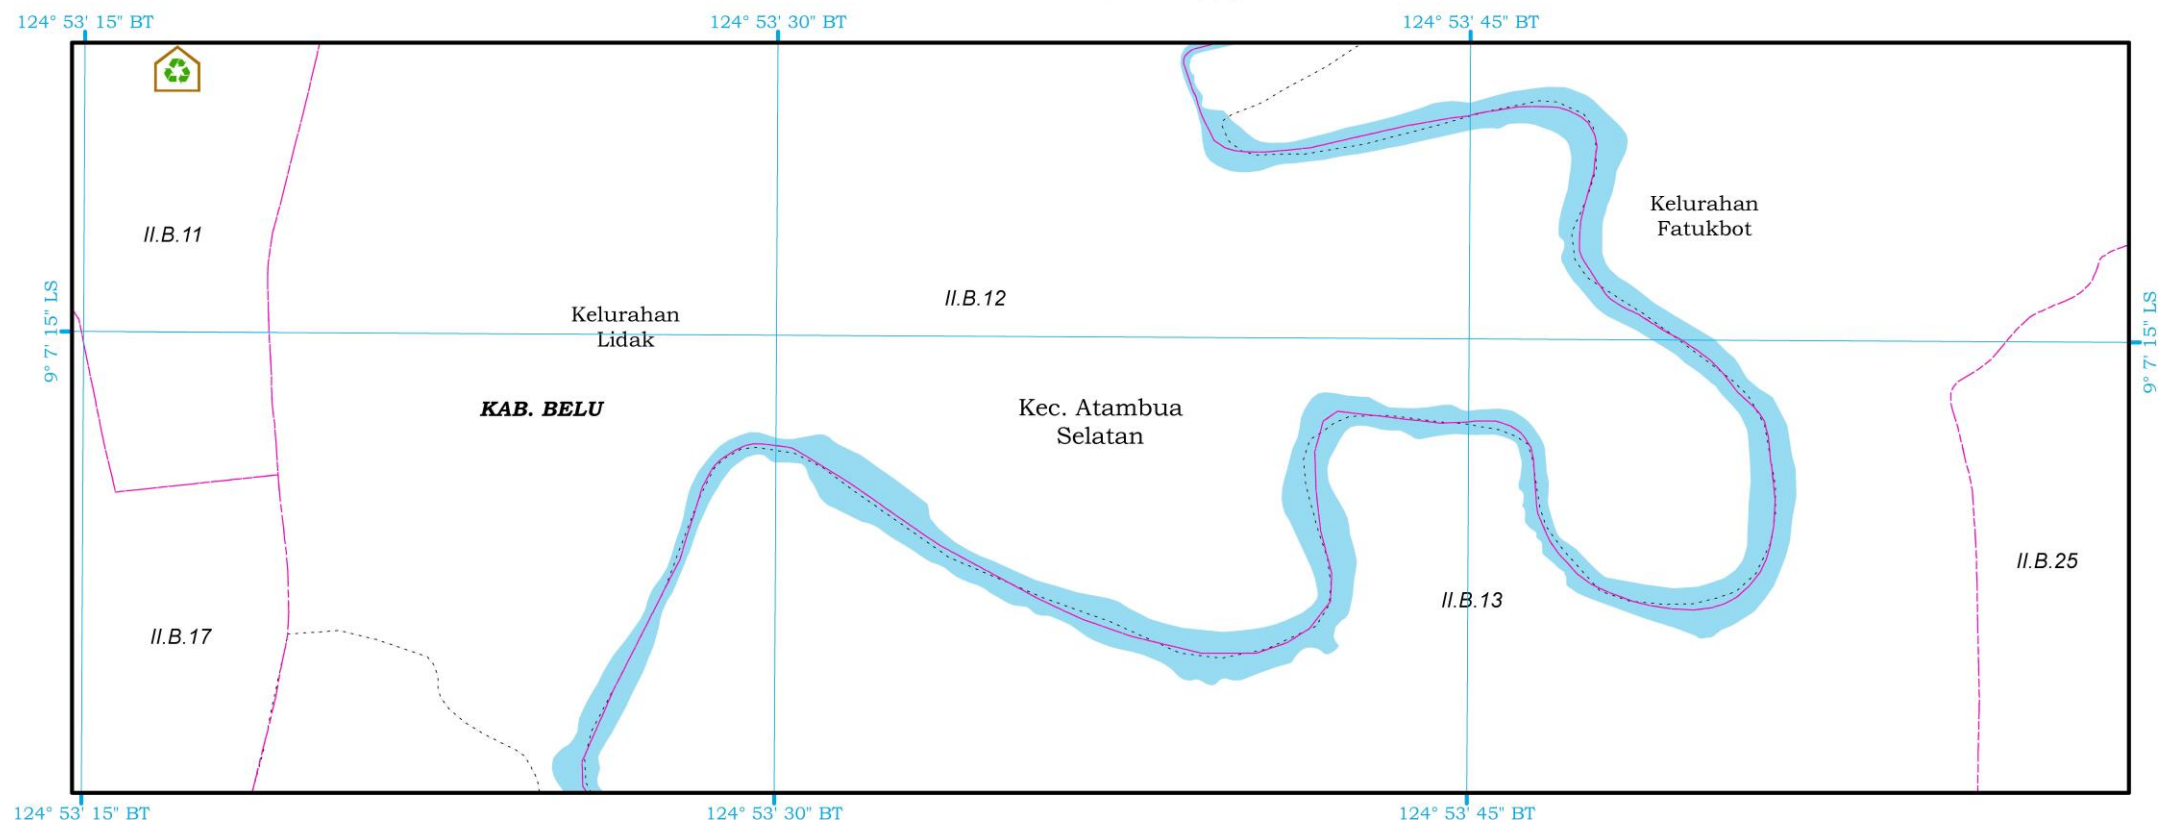 124° 53' 15" BT
124° 53' 30" BT
124° 53' 45" BT
Kelurahan
Fatukbot
II.B.11
II.B.12
9° 7' 15" LS
Kelurahan
Lidak
9° 7' 15" LS
KAB. BELU
Kec. Atambua
Selatan
II.B.25
II.B.13
II.B.17
124° 53' 15" BT
124° 53' 30" BT
124° 53' 45" BT